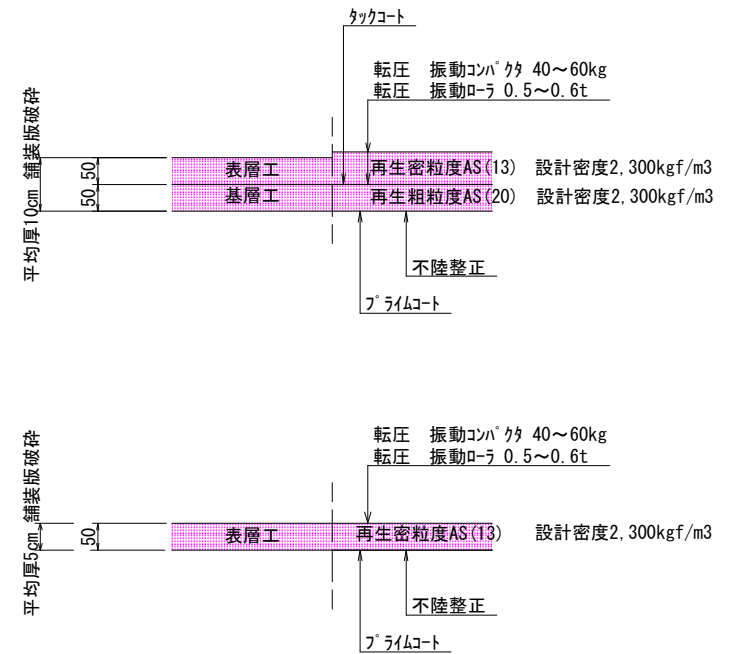 ﾀｯｸｺｰﾄ
転圧 振動ｺﾝﾊﾟｸﾀ 40～60kg
転圧 振動ﾛｰﾗ 0.5～0.6t
平均厚10cm 舗装版破砕
50
50
表層工
再生密粒度AS(13) 設計密度2,300kgf/m3
基層工
再生粗粒度AS(20) 設計密度2,300kgf/m3
不陸整正
ﾌﾟﾗｲﾑｺｰﾄ
転圧 振動ｺﾝﾊﾟｸﾀ 40～60kg
転圧 振動ﾛｰﾗ 0.5～0.6t
平均厚5cm 舗装版破砕
50
表層工
再生密粒度AS(13) 設計密度2,300kgf/m3
不陸整正
ﾌﾟﾗｲﾑｺｰﾄ